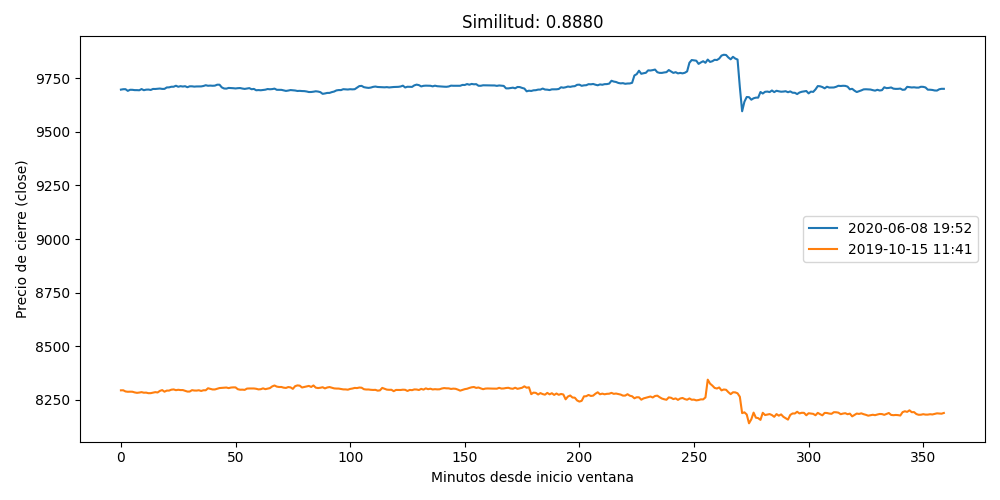 Similitud: 0.8880
Precio de cierre (close)
9750
9500
9250
9000
8750
8500
8250
2020-06-08 19:52
2019-10-15 11:41
0 50 100 150 200 250 300 350
Minutos desde inicio ventana